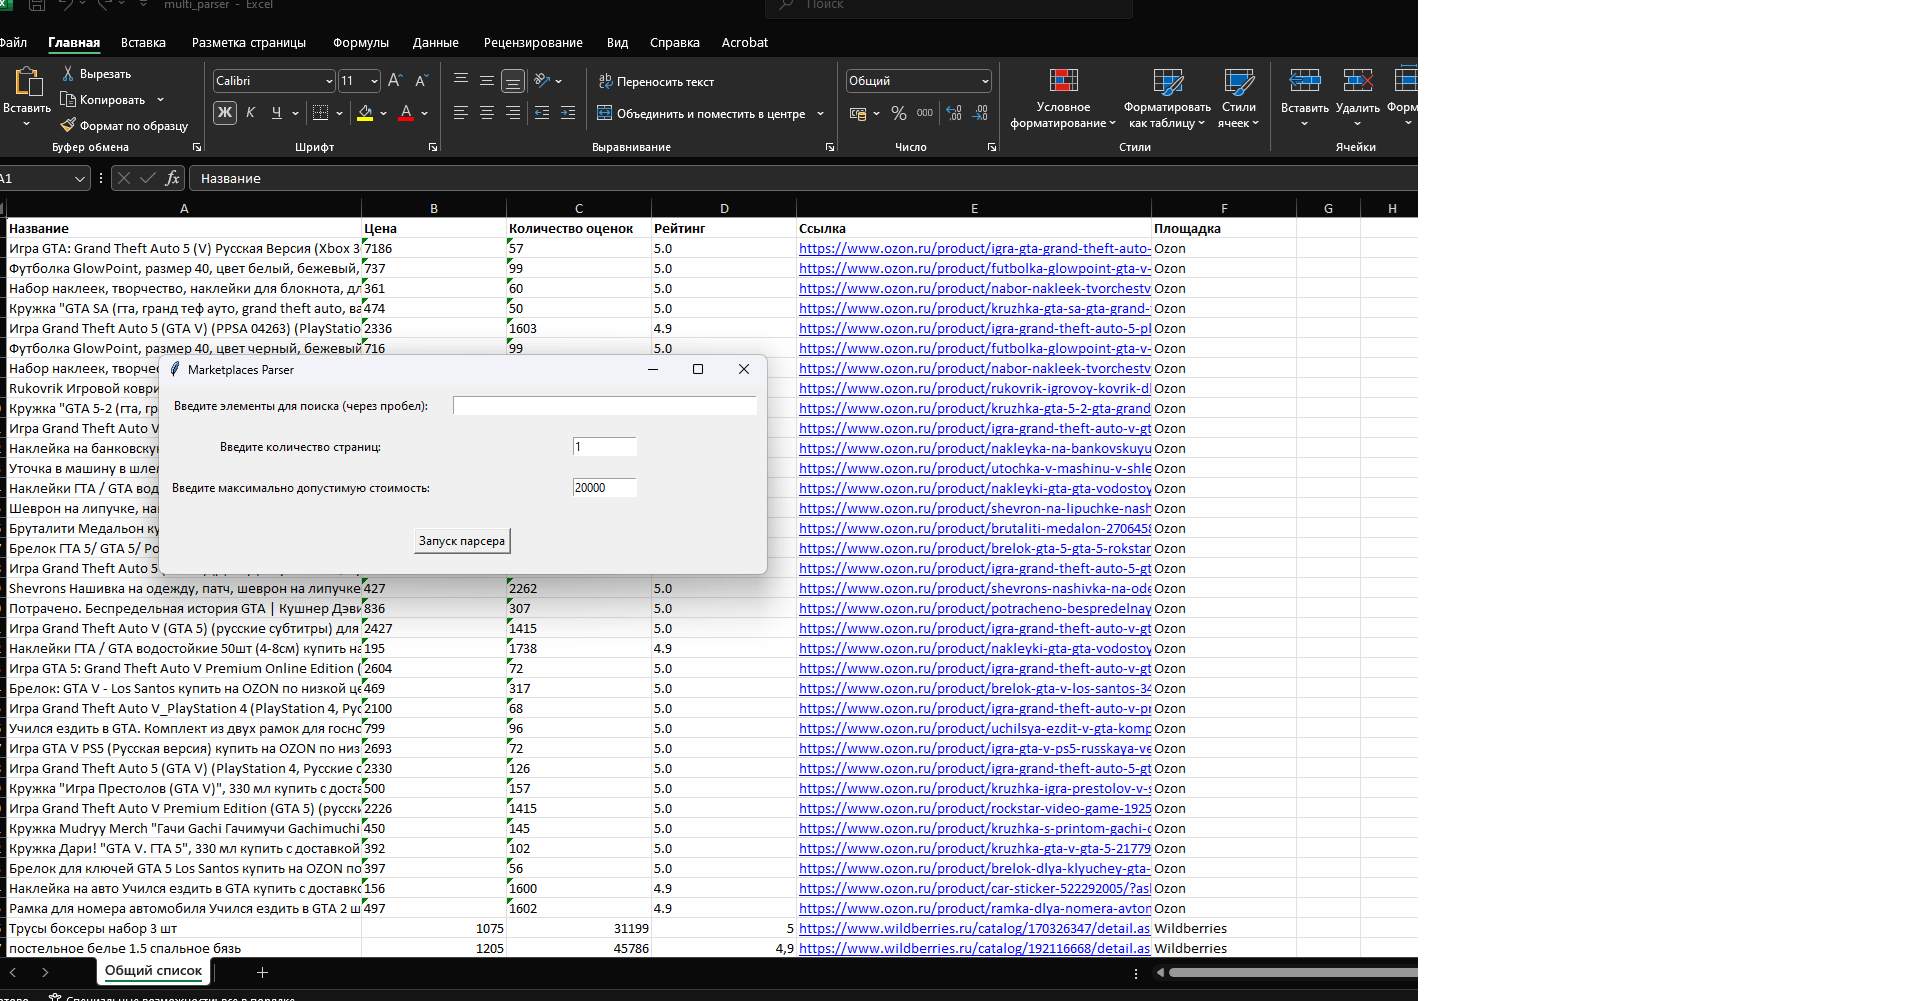 multi_parser - Excel
Поиск
Файл Главная Вставка Разметка страницы Формулы Данные Рецензирование Вид Справка Acrobat
Вставить
Вырезать
Копировать
Формат по образцу
Буфер обмена
Calibri 11
Ж К Ч
Шрифт
Переносить текст
Объединить и поместить в центре
Выравнивание
Общий
% 000
Число
Условное форматирование
Форматировать как таблицу
Стили ячеек
Стили
Вставить Удалить Форм
Ячейки
A1 fx Название
A B C D E F G H
Название Цена Количество оценок Рейтинг Ссылка Площадка
Игра GTA: Grand Theft Auto 5 (V) Русская Версия (Xbox 3 7186 57 5.0 https://www.ozon.ru/product/igra-gta-grand-theft-auto- Ozon
Футболка GlowPoint, размер 40, цвет белый, бежевый, 737 99 5.0 https://www.ozon.ru/product/futbolka-glowpoint-gta-v- Ozon
Набор наклеек, творчество, наклейки для блокнота, дл 361 60 5.0 https://www.ozon.ru/product/nabor-nakleek-tvorchestv Ozon
Кружка "GTA SA (гта, гранд теф ауто, grand theft auto, ва 474 50 5.0 https://www.ozon.ru/product/kruzhka-gta-sa-gta-grand- Ozon
Игра Grand Theft Auto 5 (GTA V) (PPSA 04263) (PlayStatio 2336 1603 4.9 https://www.ozon.ru/product/igra-grand-theft-auto-5-pl Ozon
Футболка GlowPoint, размер 40, цвет черный, бежевый 716 99 5.0 https://www.ozon.ru/product/futbolka-glowpoint-gta-v- Ozon
Набор наклеек, творчес https://www.ozon.ru/product/nabor-nakleek-tvorchestv Ozon
Rukovrik Игровой коври https://www.ozon.ru/product/rukovrik-igrovoy-kovrik-dl Ozon
Кружка "GTA 5-2 (гта, гр https://www.ozon.ru/product/kruzhka-gta-5-2-gta-grand Ozon
Игра Grand Theft Auto V https://www.ozon.ru/product/igra-grand-theft-auto-v-gt Ozon
Наклейка на банковску https://www.ozon.ru/product/nakleyka-na-bankovskuyu Ozon
Уточка в машину в шле https://www.ozon.ru/product/utochka-v-mashinu-v-shle Ozon
Наклейки ГТА / GTA вод https://www.ozon.ru/product/nakleyki-gta-gta-vodostoy Ozon
Шеврон на липучке, на https://www.ozon.ru/product/shevron-na-lipuchke-nash Ozon
Бруталити Медальон ку https://www.ozon.ru/product/brutaliti-medalon-2706458 Ozon
Брелок ГТА 5/ GTA 5/ Ро https://www.ozon.ru/product/brelok-gta-5-gta-5-rokstar Ozon
Игра Grand Theft Auto 5 https://www.ozon.ru/product/igra-grand-theft-auto-5-gt Ozon
Marketplaces Parser
Введите элементы для поиска (через пробел):
Введите количество страниц: 1
Введите максимально допустимую стоимость: 20000
Запуск парсера
Shevrons Нашивка на одежду, патч, шеврон на липучке 427 2262 5.0 https://www.ozon.ru/product/shevrons-nashivka-na-ode Ozon
Потрачено. Беспредельная история GTA | Кушнер Дэви 836 307 5.0 https://www.ozon.ru/product/potracheno-bespredelnay Ozon
Игра Grand Theft Auto V (GTA 5) (русские субтитры) для 2427 1415 5.0 https://www.ozon.ru/product/igra-grand-theft-auto-v-gt Ozon
Наклейки ГТА / GTA водостойкие 50шт (4-8см) купить на 195 1738 4.9 https://www.ozon.ru/product/nakleyki-gta-gta-vodostoy Ozon
Игра GTA 5: Grand Theft Auto V Premium Online Edition ( 2604 72 5.0 https://www.ozon.ru/product/igra-grand-theft-auto-v-gt Ozon
Брелок: GTA V - Los Santos купить на OZON по низкой це 469 317 5.0 https://www.ozon.ru/product/brelok-gta-v-los-santos-34 Ozon
Игра Grand Theft Auto V_PlayStation 4 (PlayStation 4, Рус 2100 68 5.0 https://www.ozon.ru/product/igra-grand-theft-auto-v-pr Ozon
Учился ездить в GTA. Комплект из двух рамок для госно 799 96 5.0 https://www.ozon.ru/product/uchilsya-ezdit-v-gta-komp Ozon
Игра GTA V PS5 (Русская версия) купить на OZON по низ 2693 72 5.0 https://www.ozon.ru/product/igra-gta-v-ps5-russkaya-ve Ozon
Игра Grand Theft Auto 5 (GTA V) (PlayStation 4, Русские с 2330 126 5.0 https://www.ozon.ru/product/igra-grand-theft-auto-5-gt Ozon
Кружка "Игра Престолов (GTA V)", 330 мл купить с доста 500 157 5.0 https://www.ozon.ru/product/kruzhka-igra-prestolov-v-s Ozon
Игра Grand Theft Auto V Premium Edition (GTA 5) (русски 2226 1415 5.0 https://www.ozon.ru/product/rockstar-video-game-1925 Ozon
Кружка Mudryy Merch "Гачи Gachi Гачимучи Gachimuchi 450 145 5.0 https://www.ozon.ru/product/kruzhka-s-printom-gachi-g Ozon
Кружка Дари! "GTA V. ГТА 5", 330 мл купить с доставкой 392 102 5.0 https://www.ozon.ru/product/kruzhka-gta-v-gta-5-21779 Ozon
Брелок для ключей GTA 5 Los Santos купить на OZON по 397 56 5.0 https://www.ozon.ru/product/brelok-dlya-klyuchey-gta- Ozon
Наклейка на авто Учился ездить в GTA купить с доставко 156 1600 4.9 https://www.ozon.ru/product/car-sticker-522292005/?asl Ozon
Рамка для номера автомобиля Учился ездить в GTA 2 ш 497 1602 4.9 https://www.ozon.ru/product/ramka-dlya-nomera-avton Ozon
Трусы боксеры набор 3 шт 1075 31199 5 https://www.wildberries.ru/catalog/170326347/detail.as Wildberries
постельное белье 1.5 спальное бязь 1205 45786 4,9 https://www.wildberries.ru/catalog/192116668/detail.as Wildberries
Общий список